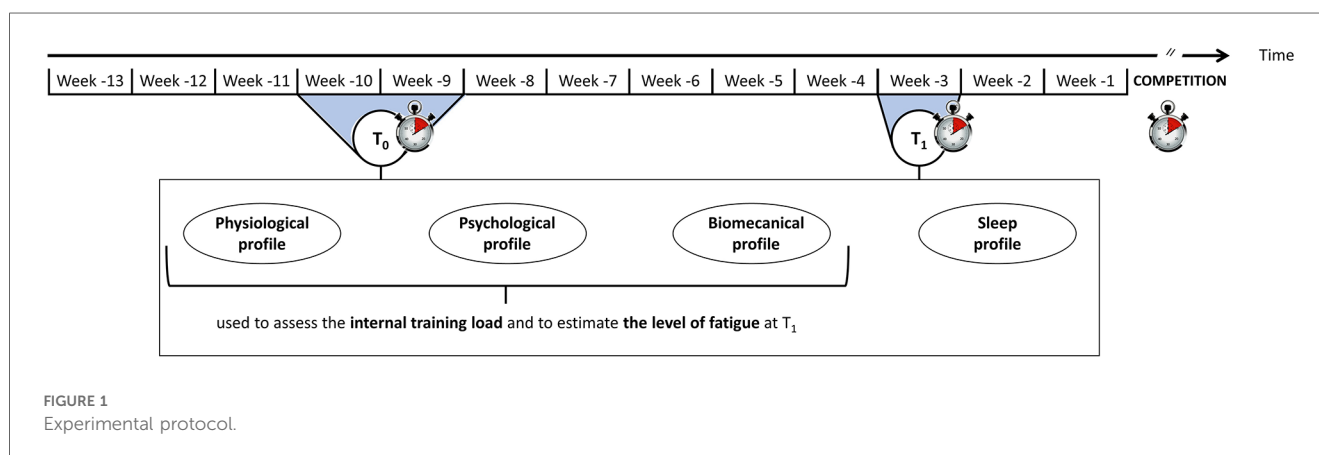 // Time
Week -13 Week -12 Week -11 Week -10 Week -9 Week -8 Week -7 Week -6 Week -5 Week -4 Week -3 Week -2 Week -1 COMPETITION
T0 T1
Physiological profile
Psychological profile
Biomecanical profile
Sleep profile
used to assess the internal training load and to estimate the level of fatigue at T1
FIGURE 1
Experimental protocol.